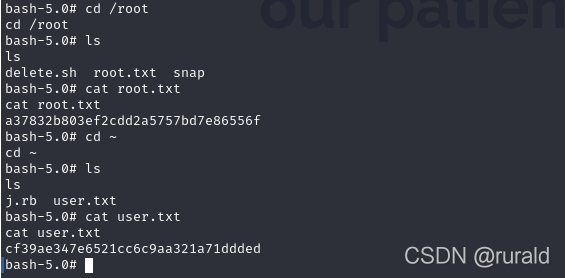 our patien
bash-5.0# cd /root
cd /root
bash-5.0# ls
ls
delete.sh  root.txt  snap
bash-5.0# cat root.txt
cat root.txt
a37832b803ef2cdd2a5757bd7e86556f
bash-5.0# cd ~
cd ~
bash-5.0# ls
ls
j.rb  user.txt
bash-5.0# cat user.txt
cat user.txt
cf39ae347e6521cc6c9aa321a71ddded
bash-5.0#
CSDN @rurald